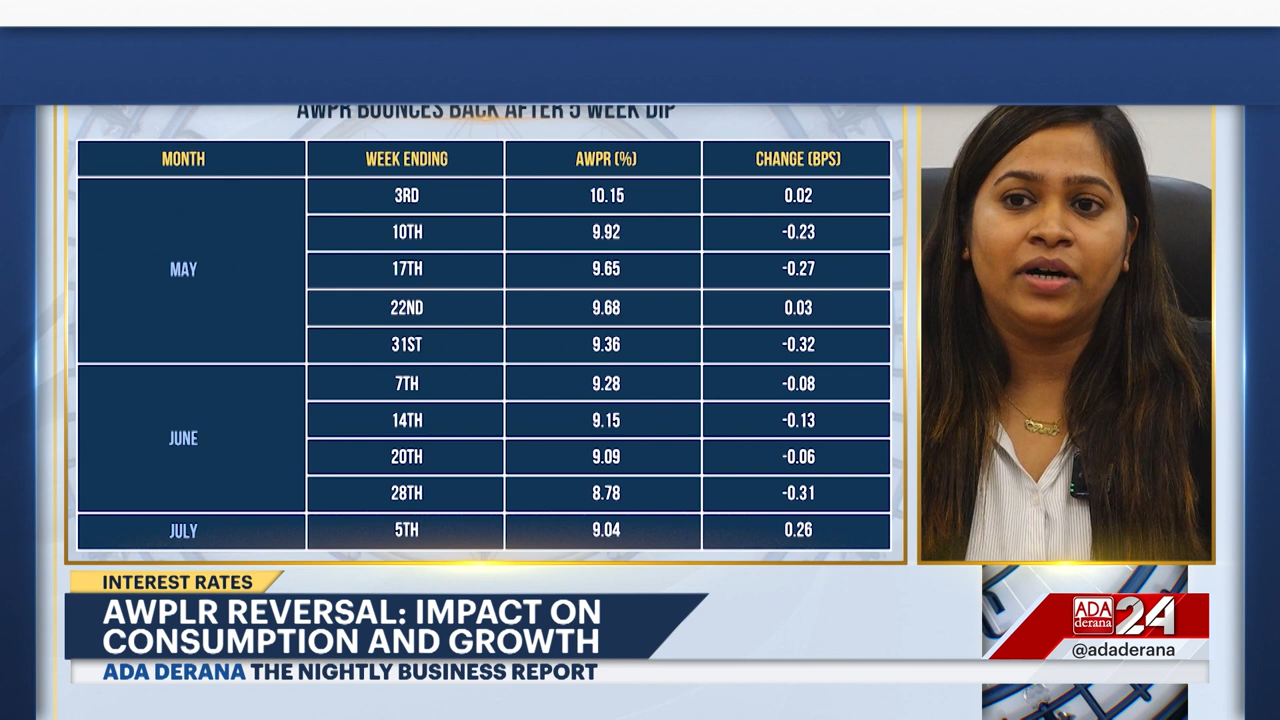 AWPR BOUNCES BACK AFTER 5 WEEK DIP
MONTH WEEK ENDING AWPR (%) CHANGE (BPS)
MAY 3RD 10.15 0.02
10TH 9.92 -0.23
17TH 9.65 -0.27
22ND 9.68 0.03
31ST 9.36 -0.32
JUNE 7TH 9.28 -0.08
14TH 9.15 -0.13
20TH 9.09 -0.06
28TH 8.78 -0.31
JULY 5TH 9.04 0.26
INTEREST RATES
AWPLR REVERSAL: IMPACT ON
CONSUMPTION AND GROWTH
ADA DERANA THE NIGHTLY BUSINESS REPORT
ADA
derana 24
@adaderana